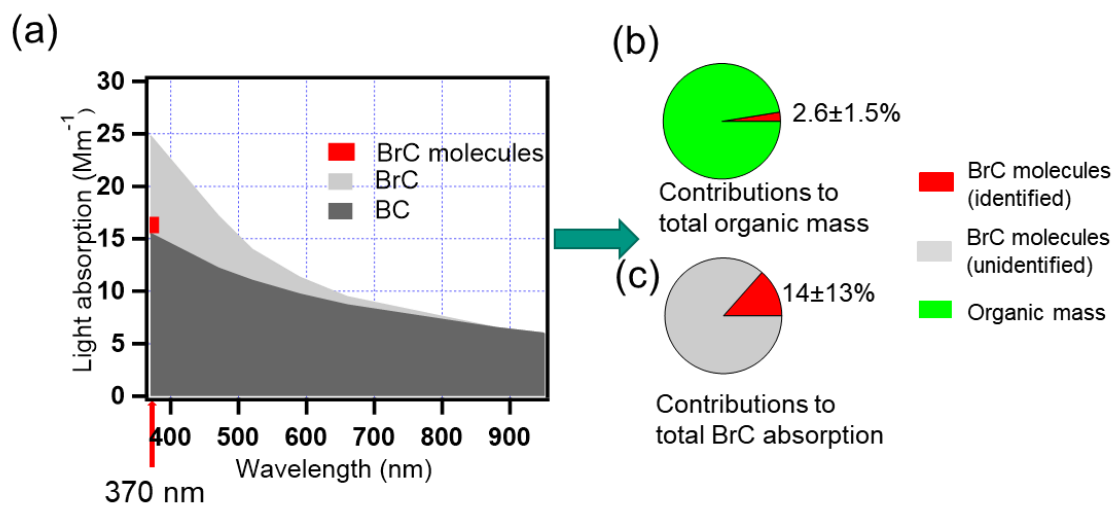 (a)
30
25
20
15
10
5
0
Light absorption (Mm⁻¹)
BrC molecules
BrC
BC
400 500 600 700 800 900
Wavelength (nm)
370 nm
(b)
2.6±1.5%
Contributions to
total organic mass
(c)
14±13%
Contributions to
total BrC absorption
BrC molecules
(identified)
BrC molecules
(unidentified)
Organic mass